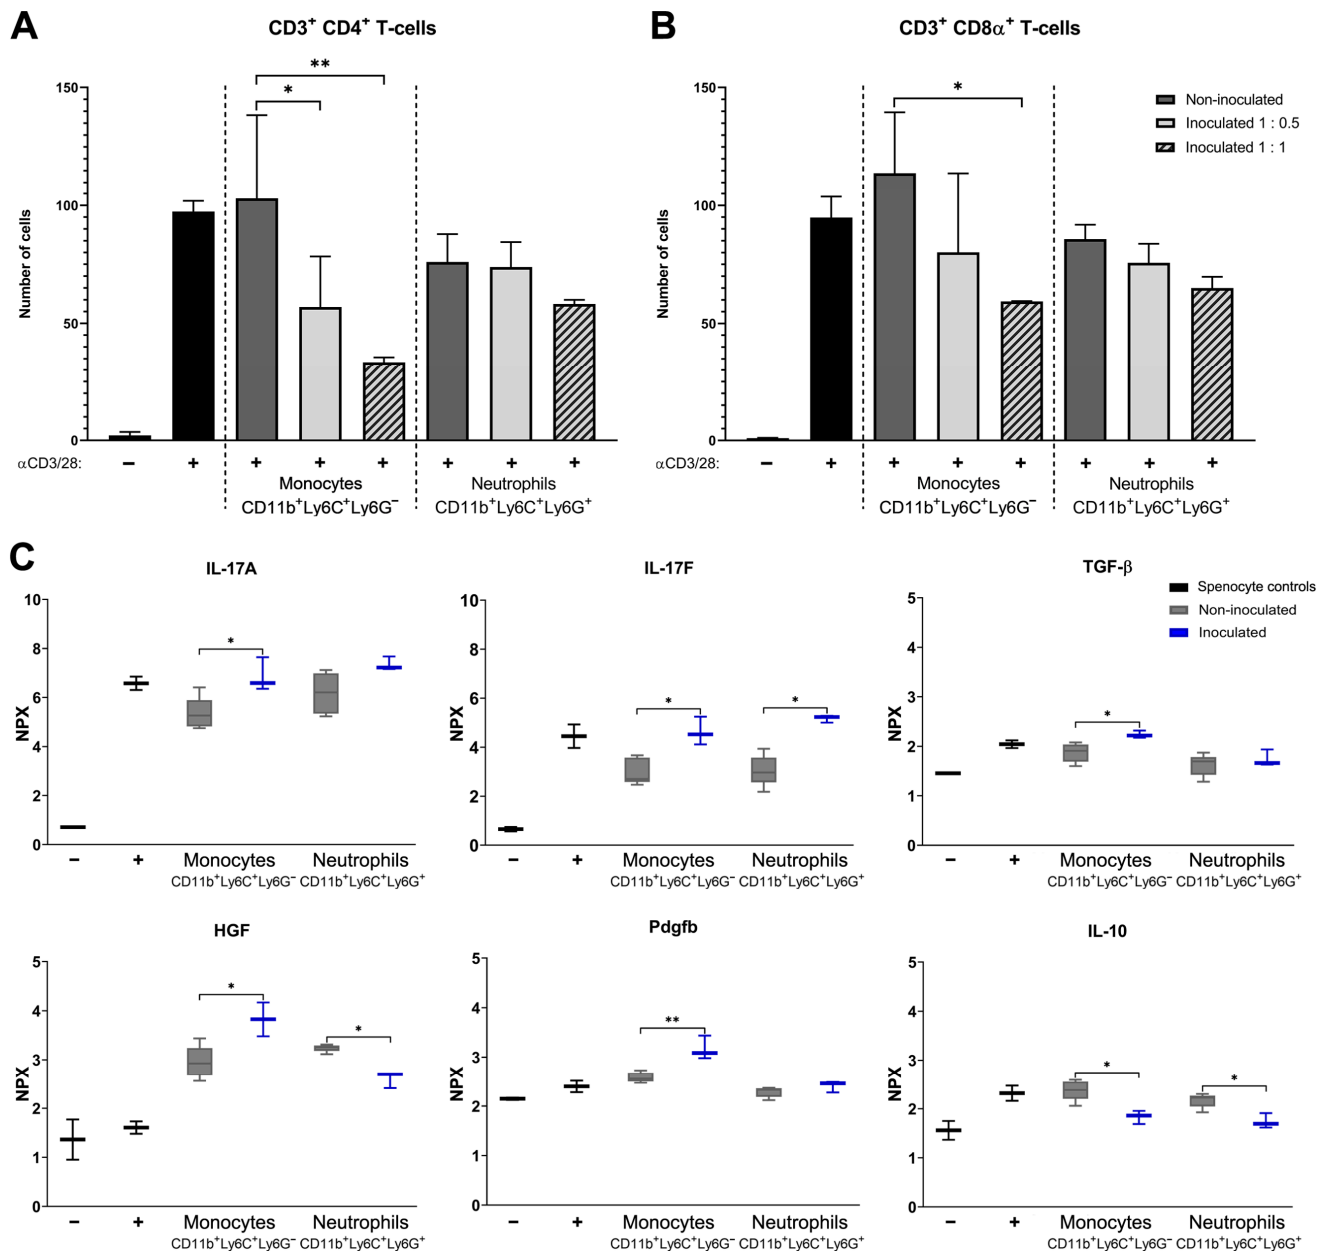 A
CD3⁺ CD4⁺ T-cells
**
*
150
100
50
0
Number of cells
αCD3/28:
− + + + + + + +
Monocytes
CD11b⁺Ly6C⁺Ly6G⁻
Neutrophils
CD11b⁺Ly6C⁺Ly6G⁺
B
CD3⁺ CD8α⁺ T-cells
*
150
100
50
0
Number of cells
Non-inoculated
Inoculated 1 : 0.5
Inoculated 1 : 1
αCD3/28:
− + + + + + + +
Monocytes
CD11b⁺Ly6C⁺Ly6G⁻
Neutrophils
CD11b⁺Ly6C⁺Ly6G⁺
C
IL-17A
10
8
6
4
2
0
NPX
*
− + Monocytes Neutrophils
CD11b⁺Ly6C⁺Ly6G⁻ CD11b⁺Ly6C⁺Ly6G⁺
IL-17F
10
8
6
4
2
0
NPX
* *
− + Monocytes Neutrophils
CD11b⁺Ly6C⁺Ly6G⁻ CD11b⁺Ly6C⁺Ly6G⁺
TGF-β
5
4
3
2
1
0
NPX
*
Spenocyte controls
Non-inoculated
Inoculated
− + Monocytes Neutrophils
CD11b⁺Ly6C⁺Ly6G⁻ CD11b⁺Ly6C⁺Ly6G⁺
HGF
5
4
3
2
1
0
NPX
*
*
− + Monocytes Neutrophils
CD11b⁺Ly6C⁺Ly6G⁻ CD11b⁺Ly6C⁺Ly6G⁺
Pdgfb
5
4
3
2
1
0
NPX
**
− + Monocytes Neutrophils
CD11b⁺Ly6C⁺Ly6G⁻ CD11b⁺Ly6C⁺Ly6G⁺
IL-10
5
4
3
2
1
0
NPX
*
*
− + Monocytes Neutrophils
CD11b⁺Ly6C⁺Ly6G⁻ CD11b⁺Ly6C⁺Ly6G⁺